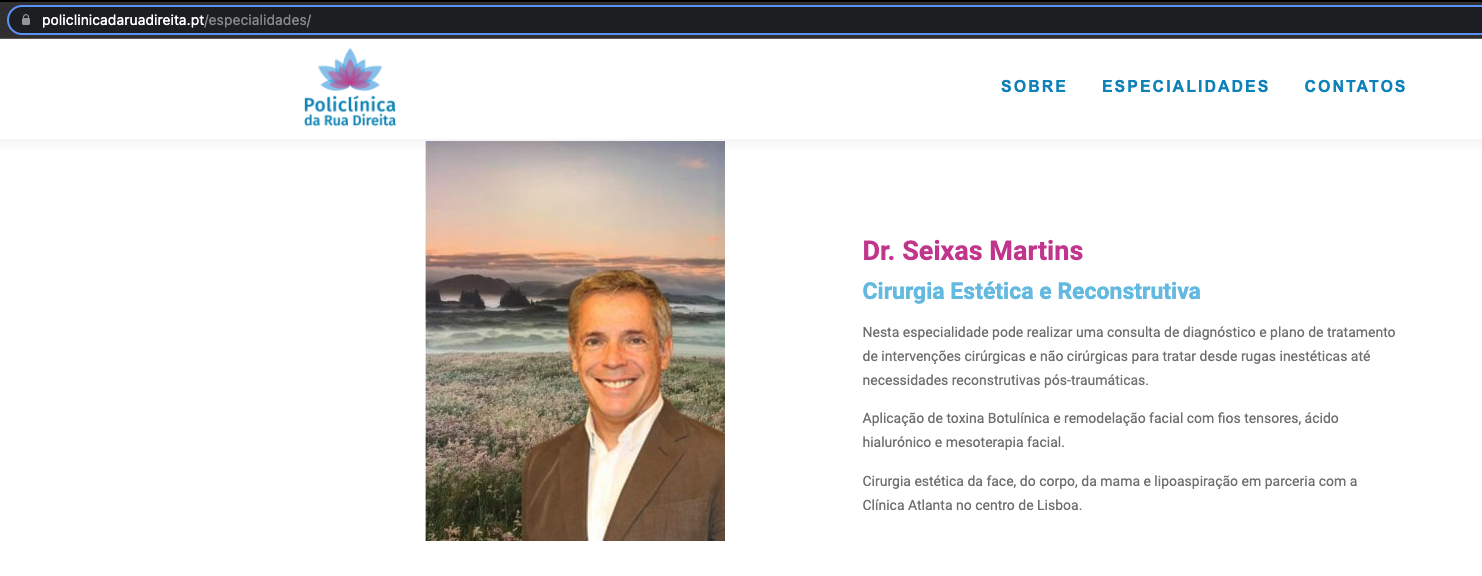 policlinicadaruadireita.pt/especialidades/
Policlínica
da Rua Direita
SOBRE ESPECIALIDADES CONTATOS
Dr. Seixas Martins
Cirurgia Estética e Reconstrutiva
Nesta especialidade pode realizar uma consulta de diagnóstico e plano de tratamento
de intervenções cirúrgicas e não cirúrgicas para tratar desde rugas inestéticas até
necessidades reconstrutivas pós-traumáticas.
Aplicação de toxina Botulínica e remodelação facial com fios tensores, ácido
hialurónico e mesoterapia facial.
Cirurgia estética da face, do corpo, da mama e lipoaspiração em parceria com a
Clínica Atlanta no centro de Lisboa.